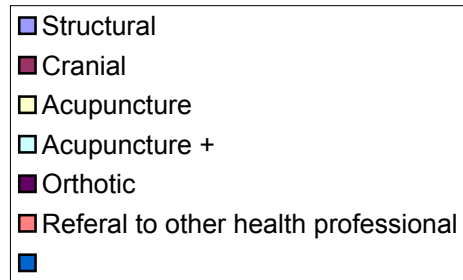 Structural
Cranial
Acupuncture
Acupuncture +
Orthotic
Referal to other health professional